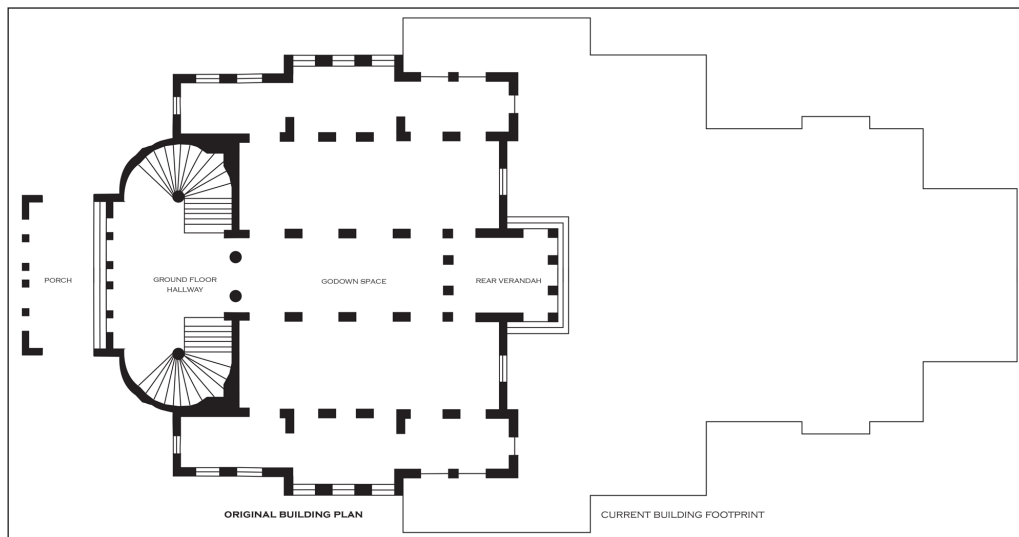 PORCH
GROUND FLOOR
HALLWAY
GODOWN SPACE
REAR VERANDAH
ORIGINAL BUILDING PLAN
CURRENT BUILDING FOOTPRINT